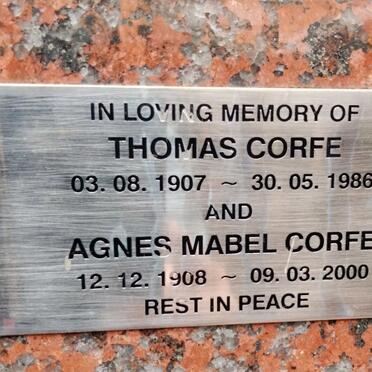 IN LOVING MEMORY OF
THOMAS CORFE
03. 08. 1907 ~ 30. 05. 1986
AND
AGNES MABEL CORFE
12. 12. 1908 ~ 09. 03. 2000
REST IN PEACE